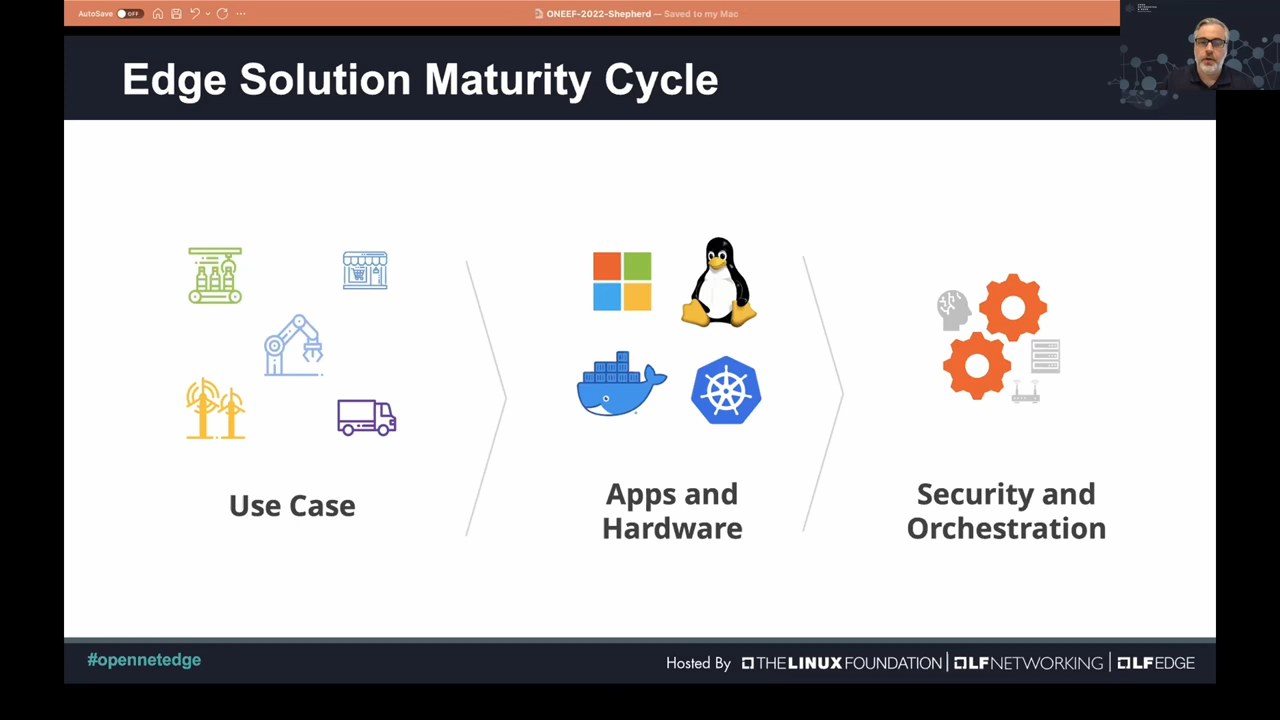 AutoSave OFF
ONEEF-2022-Shepherd — Saved to my Mac
Edge Solution Maturity Cycle
Use Case
Apps and
Hardware
Security and
Orchestration
#opennetedge
Hosted By THE LINUX FOUNDATION | LF NETWORKING | LF EDGE